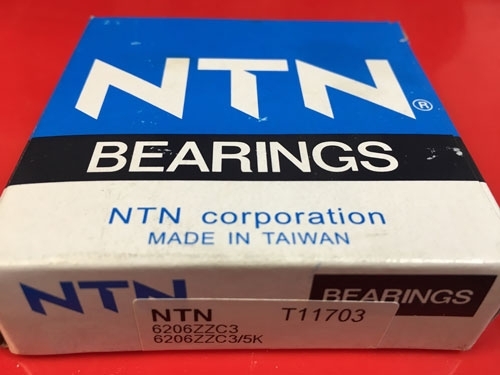 NTN®
BEARINGS
NTN corporation
MADE IN TAIWAN
NTN BEARINGS
NTN T11703
6206ZZC3
6206ZZC3/5K